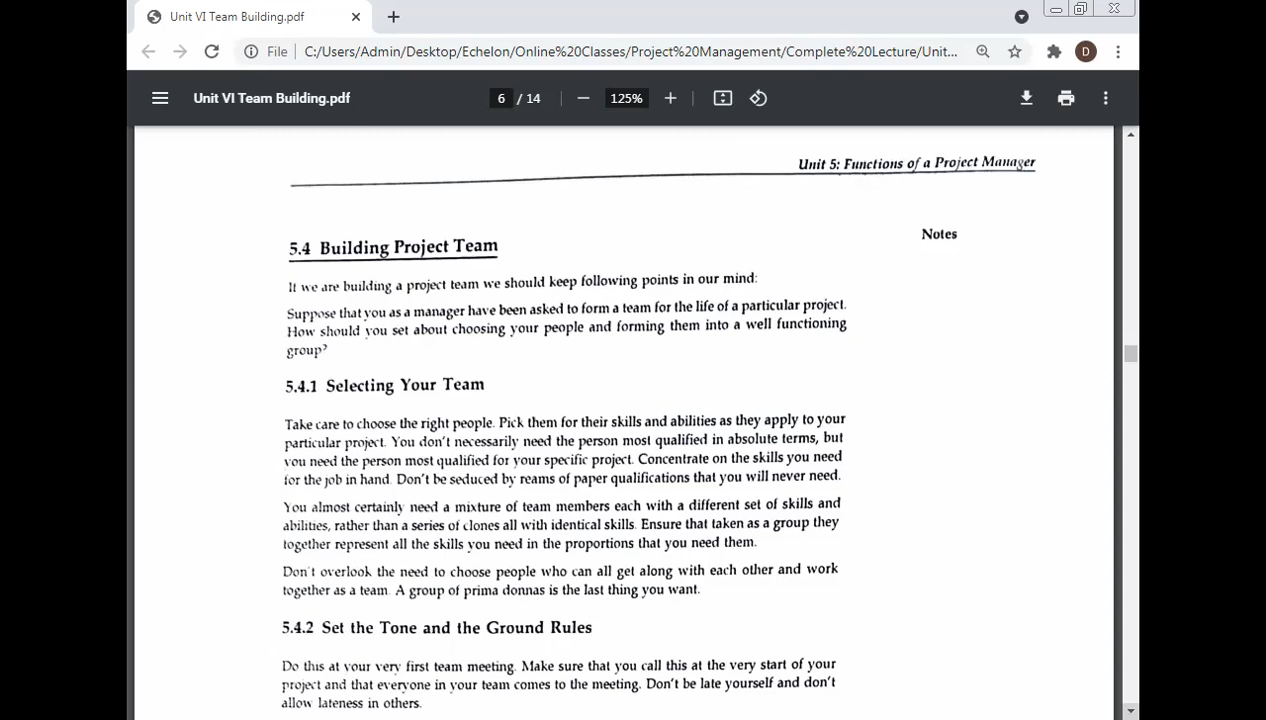 Unit VI Team Building.pdf
File C:/Users/Admin/Desktop/Echelon/Online%20Classes/Project%20Management/Complete%20Lecture/Unit... D
Unit VI Team Building.pdf 6 / 14 125%
Unit 5: Functions of a Project Manager
Notes
5.4 Building Project Team
If we are building a project team we should keep following points in our mind:
Suppose that you as a manager have been asked to form a team for the life of a particular project.
How should you set about choosing your people and forming them into a well functioning
group?
5.4.1 Selecting Your Team
Take care to choose the right people. Pick them for their skills and abilities as they apply to your
particular project. You don't necessarily need the person most qualified in absolute terms, but
you need the person most qualified for your specific project. Concentrate on the skills you need
for the job in hand. Don't be seduced by reams of paper qualifications that you will never need.
You almost certainly need a mixture of team members each with a different set of skills and
abilities, rather than a series of clones all with identical skills. Ensure that taken as a group they
together represent all the skills you need in the proportions that you need them.
Don't overlook the need to choose people who can all get along with each other and work
together as a team. A group of prima donnas is the last thing you want.
5.4.2 Set the Tone and the Ground Rules
Do this at your very first team meeting. Make sure that you call this at the very start of your
project and that everyone in your team comes to the meeting. Don't be late yourself and don't
allow lateness in others.